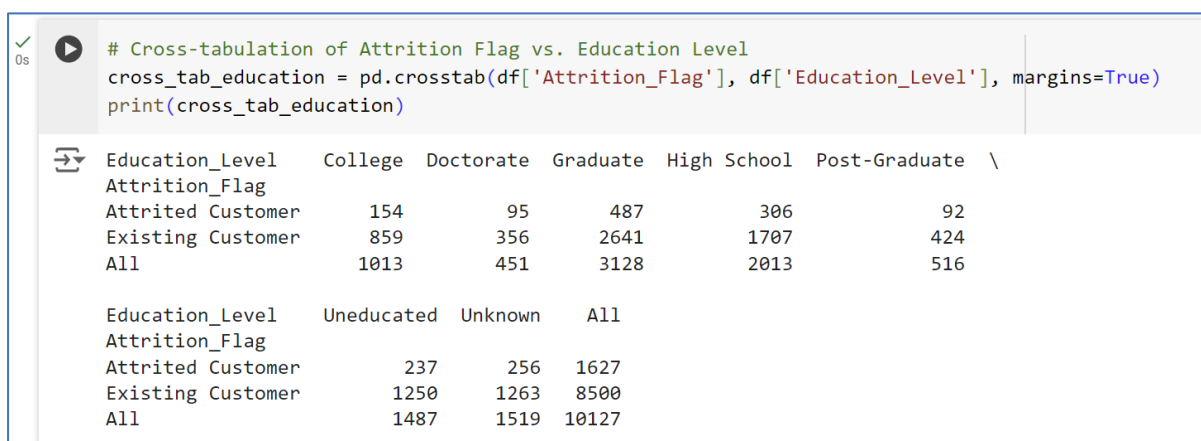 0s
# Cross-tabulation of Attrition Flag vs. Education Level
cross_tab_education = pd.crosstab(df['Attrition_Flag'], df['Education_Level'], margins=True)
print(cross_tab_education)
Education_Level    College  Doctorate  Graduate  High School  Post-Graduate  \
Attrition_Flag
Attrited Customer      154         95       487          306             92
Existing Customer      859        356      2641         1707            424
All                   1013        451      3128         2013            516
Education_Level    Uneducated  Unknown    All
Attrition_Flag
Attrited Customer         237      256   1627
Existing Customer        1250     1263   8500
All                      1487     1519  10127